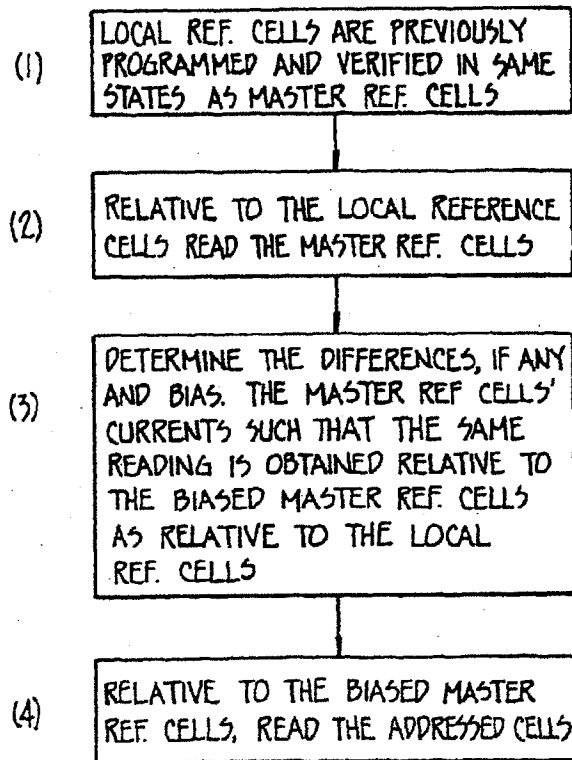 (1)
LOCAL REF. CELLS ARE PREVIOUSLY
PROGRAMMED AND VERIFIED IN SAME
STATES AS MASTER REF. CELLS
(2)
RELATIVE TO THE LOCAL REFERENCE
CELLS READ THE MASTER REF. CELLS
(3)
DETERMINE THE DIFFERENCES, IF ANY
AND BIAS. THE MASTER REF CELLS'
CURRENTS SUCH THAT THE SAME
READING IS OBTAINED RELATIVE TO
THE BIASED MASTER REF. CELLS
AS RELATIVE TO THE LOCAL
REF. CELLS
(4)
RELATIVE TO THE BIASED MASTER
REF. CELLS, READ THE ADDRESSED CELLS